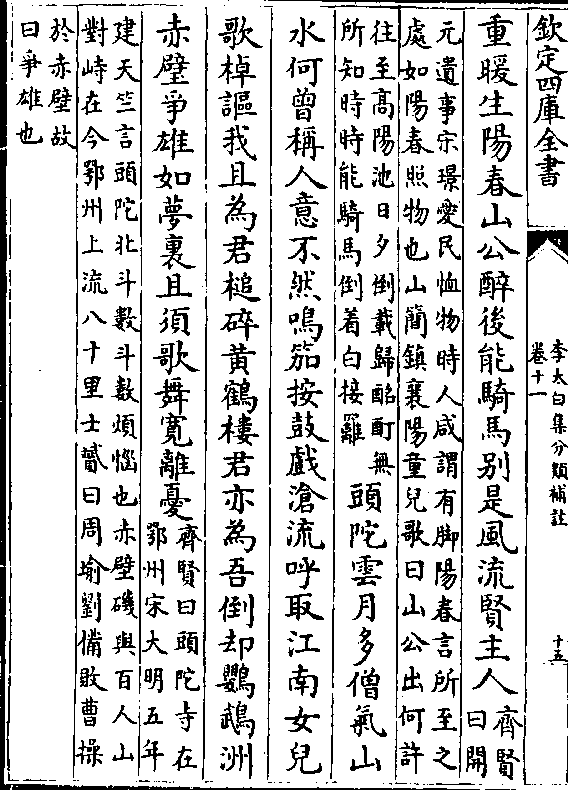 欽定四庫全書
李太白集分類補註
卷十一
十五
重暖生陽春山公醉後能騎馬别是風流賢主人齊賢曰開
元遺事宋璟愛民恤物時人咸謂有脚陽春言所至之
處如陽春照物也山簡鎮襄陽童兒歌曰山公出何許
往至髙陽池日夕倒載歸酩酊無
所知時時能騎馬倒着白接䍦頭陀雲月多僧氣山
水何曾稱人意不然鳴笳按鼓戲滄流呼取江南女兒
歌棹謳我且為君槌碎黄鶴樓君亦為吾倒却鸚鵡洲
赤壁爭雄如夢裏且須歌舞寛離憂齊賢曰頭陀寺在
鄂州宋大明五年
建天竺言頭陀北斗數斗數煩惱也赤壁磯與百人山
對峙在今鄂州上流八十里士贇曰周瑜劉備敗曹操
於赤壁故
曰爭雄也